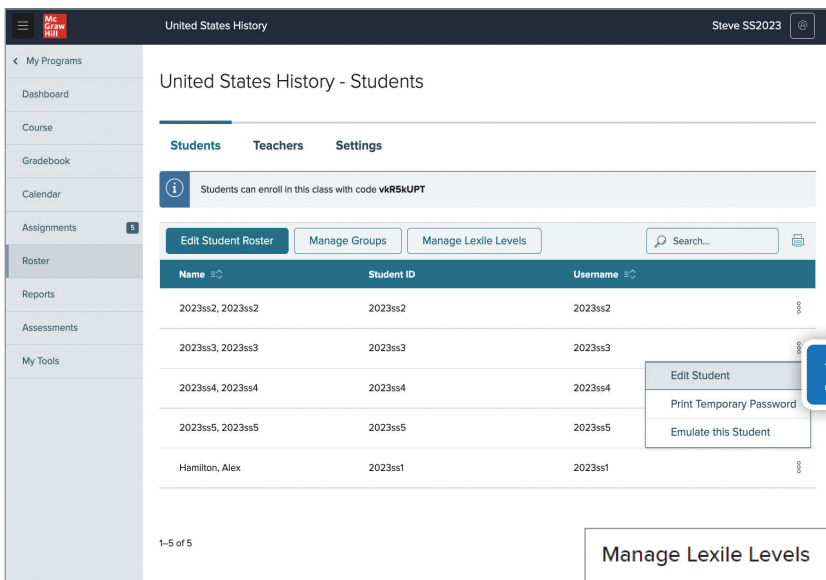 Mc
Graw
Hill
United States History
Steve SS2023
My Programs
Dashboard
Course
Gradebook
Calendar
Assignments 5
Roster
Reports
Assessments
My Tools
United States History - Students
Students Teachers Settings
Students can enroll in this class with code vkR5kUPT
Edit Student Roster Manage Groups Manage Lexile Levels Search...
Name Student ID Username
2023ss2, 2023ss2 2023ss2 2023ss2
2023ss3, 2023ss3 2023ss3 2023ss3
2023ss4, 2023ss4 2023ss4 2023ss4
2023ss5, 2023ss5 2023ss5 2023ss5
Hamilton, Alex 2023ss1 2023ss1
Edit Student
Print Temporary Password
Emulate this Student
1–5 of 5
Manage Lexile Levels